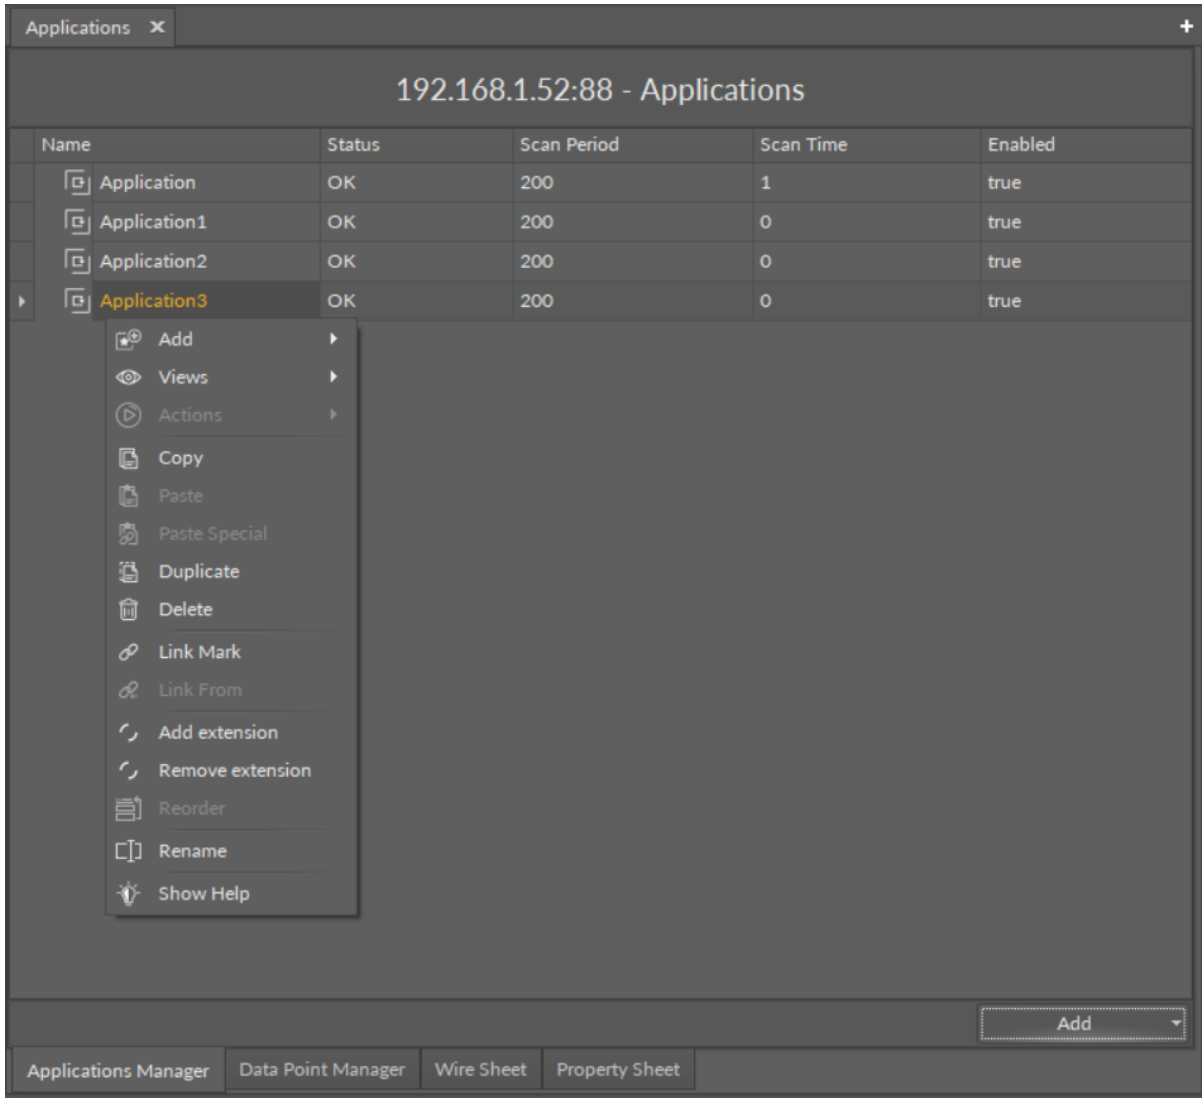 Applications
192.168.1.52:88 - Applications
Name Status Scan Period Scan Time Enabled
Application OK 200 1 true
Application1 OK 200 0 true
Application2 OK 200 0 true
Application3 OK 200 0 true
Add
Views
Actions
Copy
Paste
Paste Special
Duplicate
Delete
Link Mark
Link From
Add extension
Remove extension
Reorder
Rename
Show Help
Add
Applications Manager Data Point Manager Wire Sheet Property Sheet